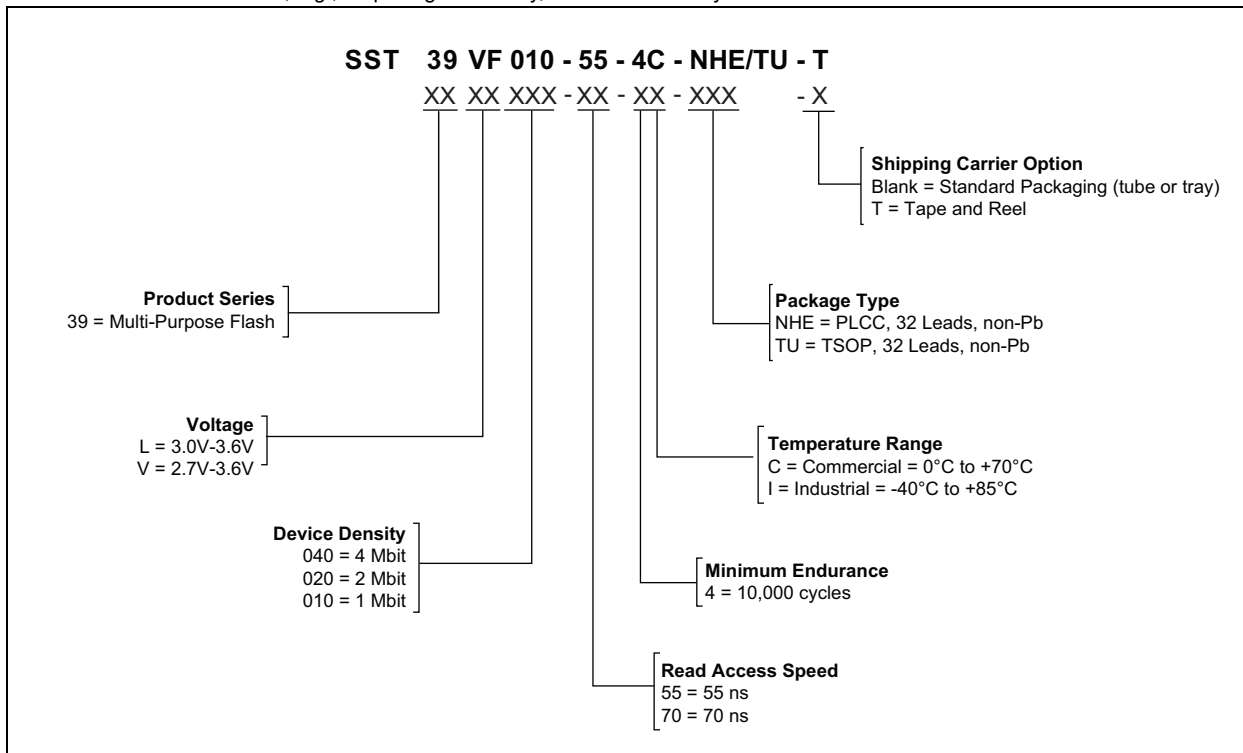 SST 39 VF 010 - 55 - 4C - NHE/TU - T
XX XX XXX - XX - XX - XXX - X
Shipping Carrier Option
Blank = Standard Packaging (tube or tray)
T = Tape and Reel
Product Series
39 = Multi-Purpose Flash
Package Type
NHE = PLCC, 32 Leads, non-Pb
TU = TSOP, 32 Leads, non-Pb
Voltage
L = 3.0V-3.6V
V = 2.7V-3.6V
Temperature Range
C = Commercial = 0°C to +70°C
I = Industrial = -40°C to +85°C
Device Density
040 = 4 Mbit
020 = 2 Mbit
010 = 1 Mbit
Minimum Endurance
4 = 10,000 cycles
Read Access Speed
55 = 55 ns
70 = 70 ns